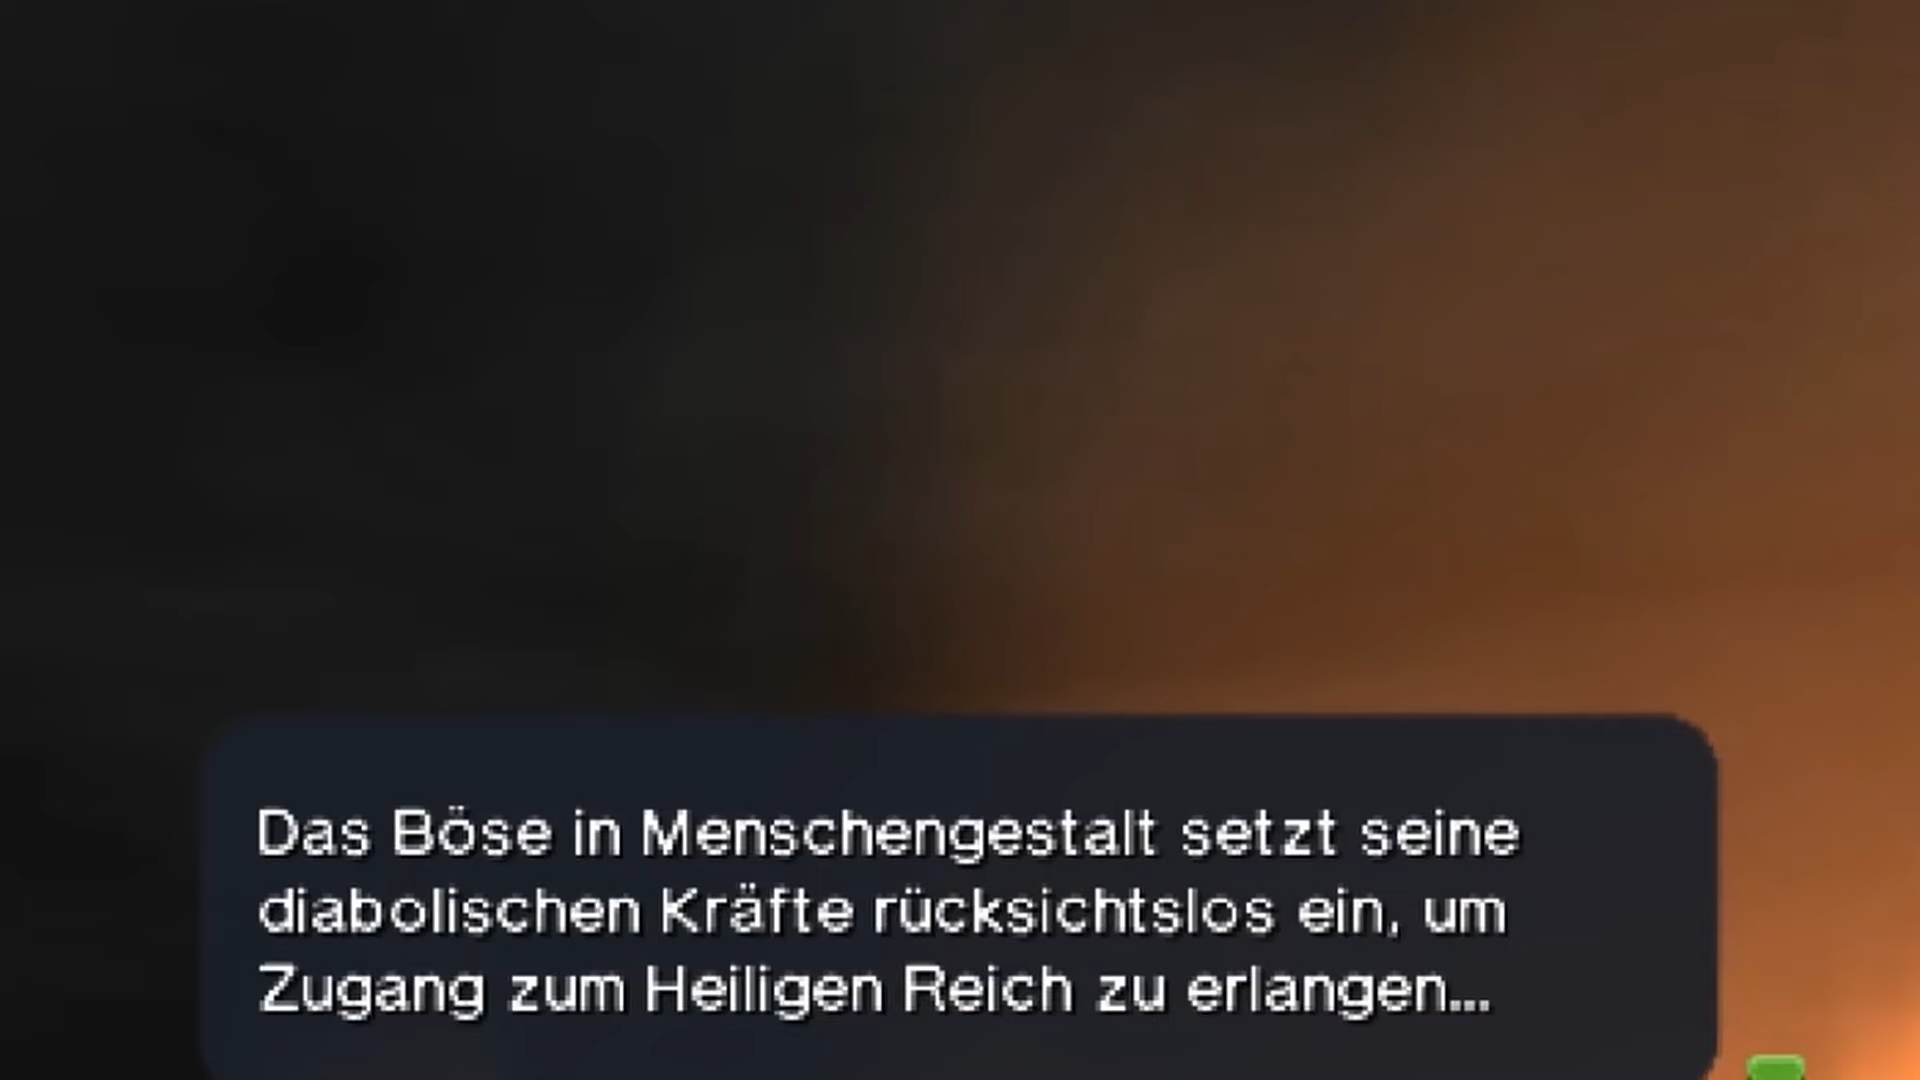 Das Böse in Menschengestalt setzt seine
diabolischen Kräfte rücksichtslos ein, um
Zugang zum Heiligen Reich zu erlangen...